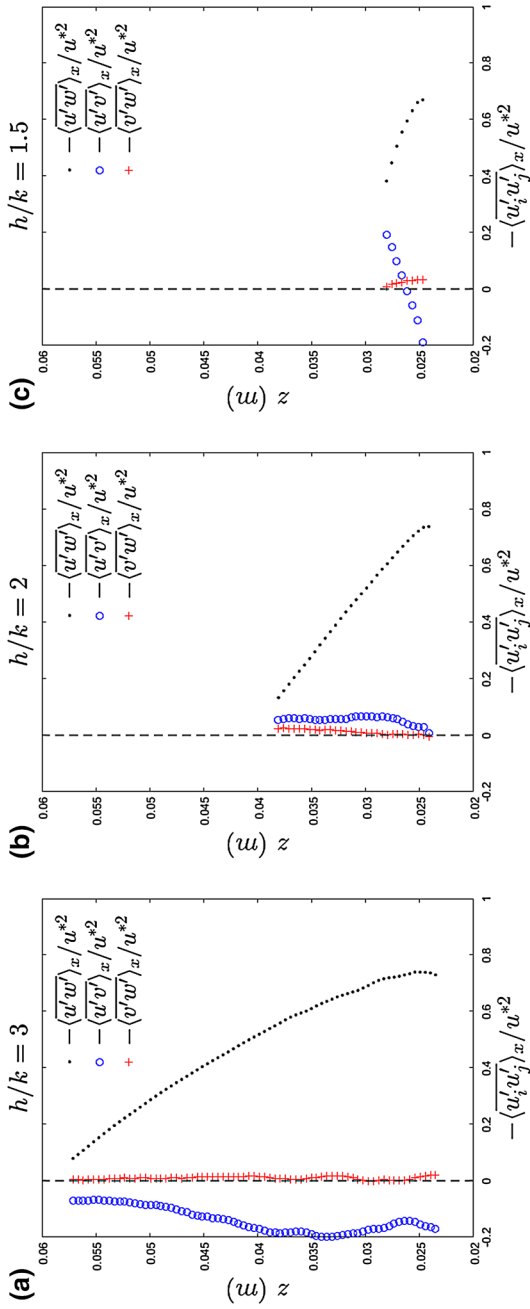 (a)
h/k = 3
• −⟨u′w′⟩ₓ/u*²
○ −⟨u′v′⟩ₓ/u*²
+ −⟨v′w′⟩ₓ/u*²
0.06
0.055
0.05
0.045
0.04
0.035
0.03
0.025
0.02
z (m)
-0.2 0 0.2 0.4 0.6 0.8 1
−⟨u′ᵢu′ⱼ⟩ₓ/u*²
(b)
h/k = 2
• −⟨u′w′⟩ₓ/u*²
○ −⟨u′v′⟩ₓ/u*²
+ −⟨v′w′⟩ₓ/u*²
0.06
0.055
0.05
0.045
0.04
0.035
0.03
0.025
0.02
z (m)
-0.2 0 0.2 0.4 0.6 0.8 1
−⟨u′ᵢu′ⱼ⟩ₓ/u*²
(c)
h/k = 1.5
• −⟨u′w′⟩ₓ/u*²
○ −⟨u′v′⟩ₓ/u*²
+ −⟨v′w′⟩ₓ/u*²
0.06
0.055
0.05
0.045
0.04
0.035
0.03
0.025
0.02
z (m)
-0.2 0 0.2 0.4 0.6 0.8 1
−⟨u′ᵢu′ⱼ⟩ₓ/u*²